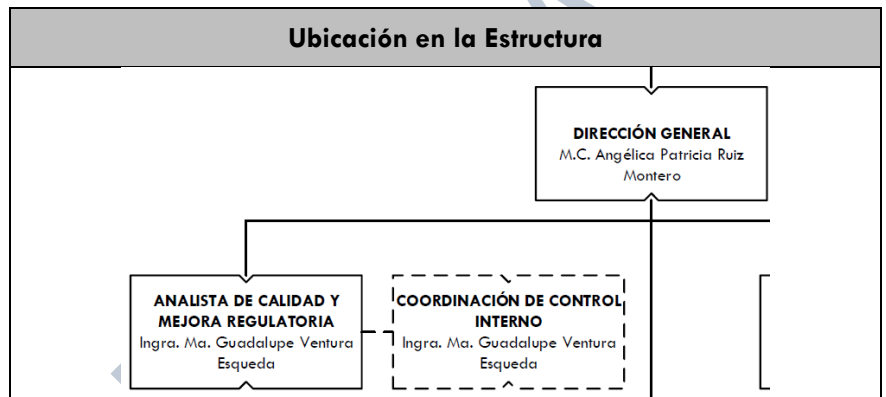 Ubicación en la Estructura
DIRECCIÓN GENERAL
M.C. Angélica Patricia Ruiz
Montero
ANALISTA DE CALIDAD Y
MEJORA REGULATORIA
Ingra. Ma. Guadalupe Ventura
Esqueda
COORDINACIÓN DE CONTROL
INTERNO
Ingra. Ma. Guadalupe Ventura
Esqueda